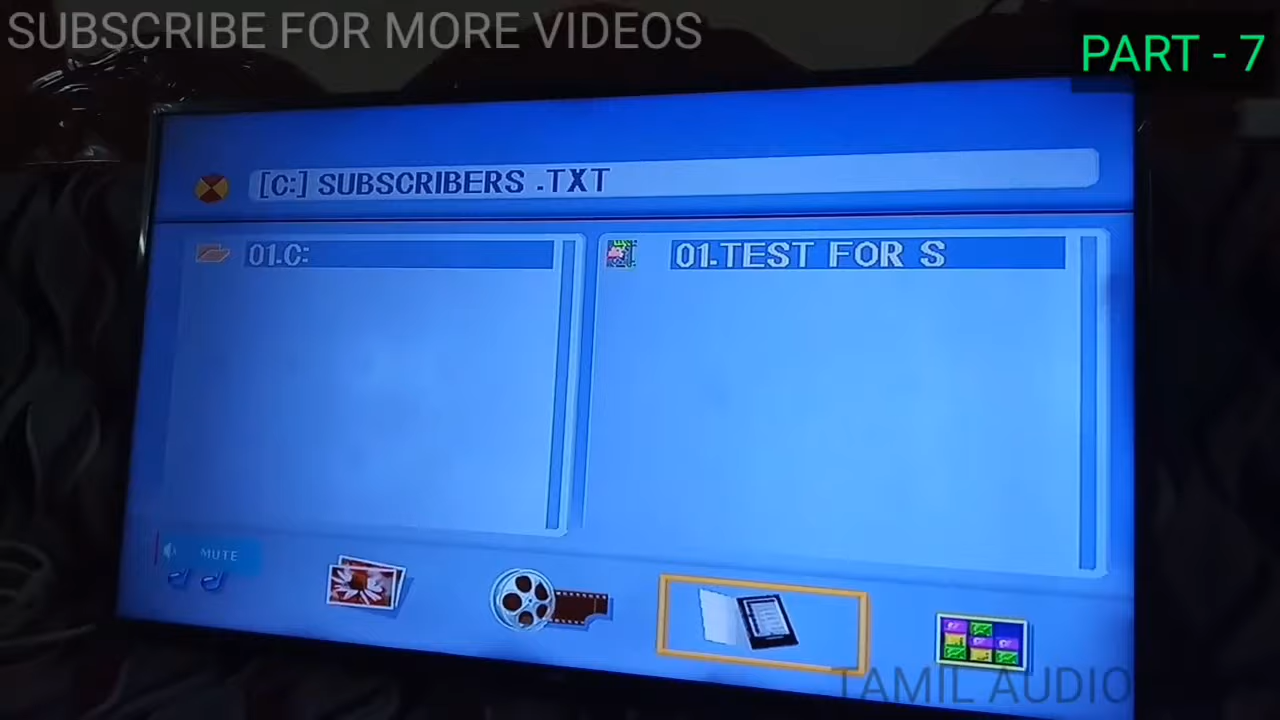 SUBSCRIBE FOR MORE VIDEOS
PART - 7
[C:] SUBSCRIBERS .TXT
01.C:
01.TEST FOR S
MUTE
TAMIL AUDIO